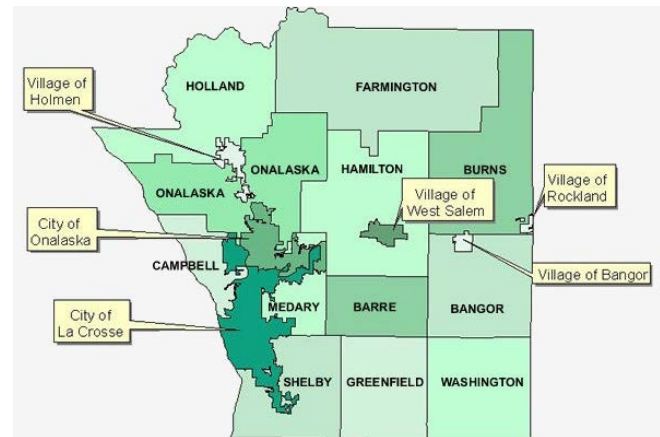 HOLLAND
FARMINGTON
Village of
Holmen
ONALASKA
HAMILTON
BURNS
ONALASKA
Village of
West Salem
Village of
Rockland
City of
Onalaska
CAMPBELL
Village of Bangor
City of
La Crosse
MEDARY
BARRE
BANGOR
SHELBY
GREENFIELD
WASHINGTON